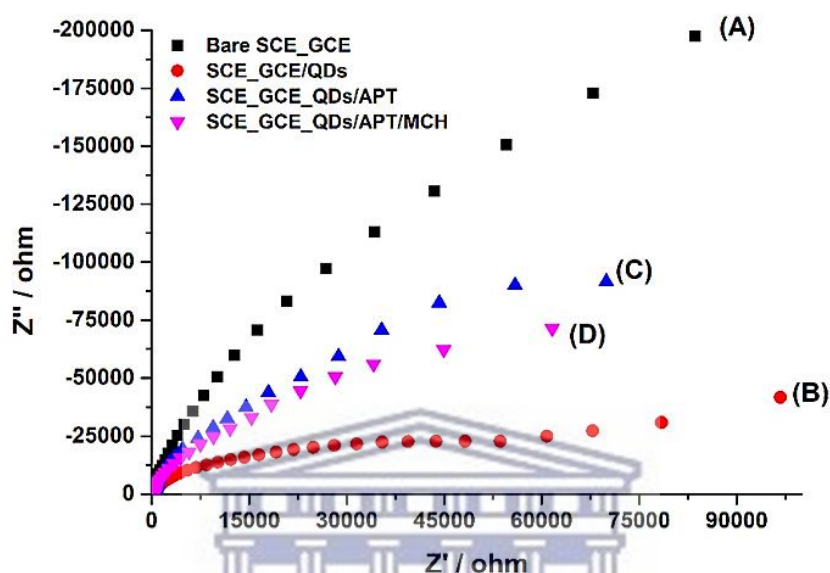 -200000
-175000
-150000
-125000
-100000
-75000
-50000
-25000
0
Z'' / ohm
Bare SCE_GCE
SCE_GCE/QDs
SCE_GCE_QDs/APT
SCE_GCE_QDs/APT/MCH
(A)
(C)
(D)
(B)
0 15000 30000 45000 60000 75000 90000
Z' / ohm